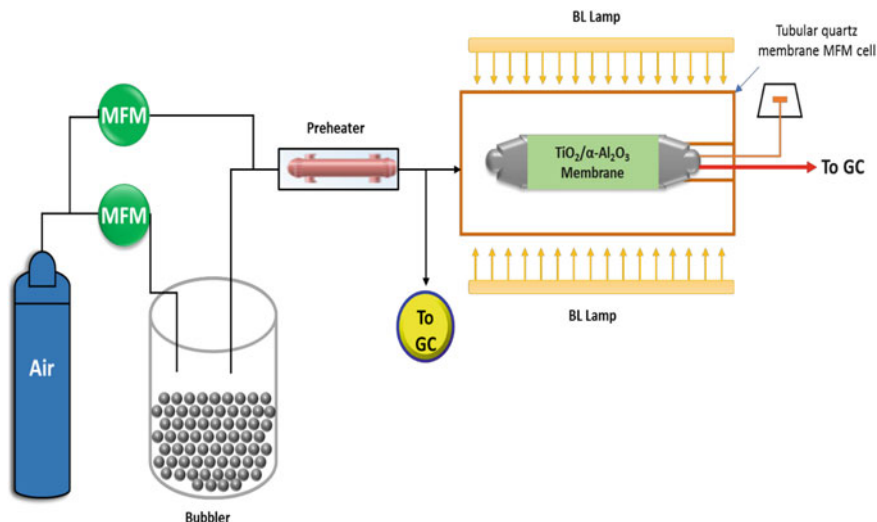 BL Lamp
Tubular quartz
membrane MFM cell
MFM
Preheater
TiO₂/α-Al₂O₃
Membrane
To GC
MFM
To
GC
BL Lamp
Air
Bubbler